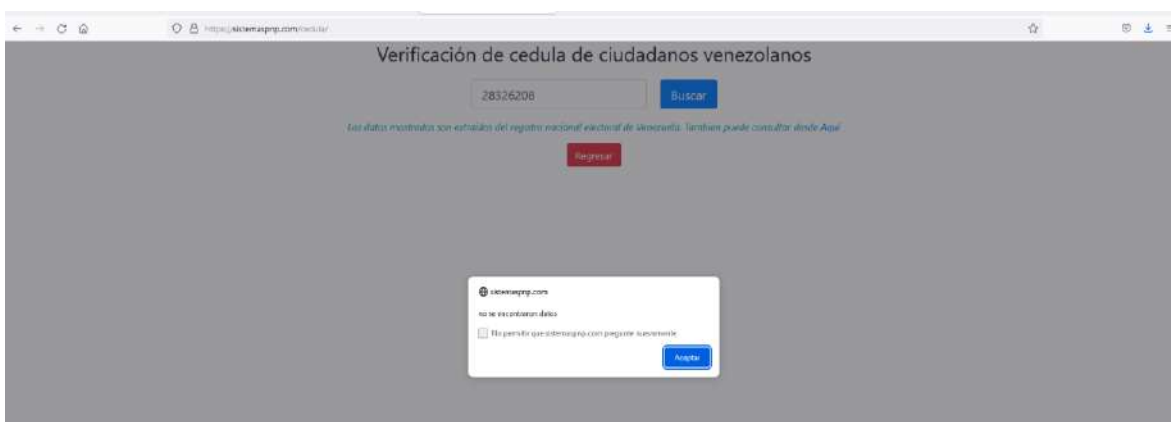 https://sistemaspnp.com/cedula/
Verificación de cedula de ciudadanos venezolanos
28326208
Buscar
Los datos mostrados son extraidos del registro nacional electoral de Venezuela. Tambien puede consultar desde Aquí
Regresar
sistemaspnp.com
no se encontraron datos
No permitir que sistemaspnp.com pregunte nuevamente
Aceptar